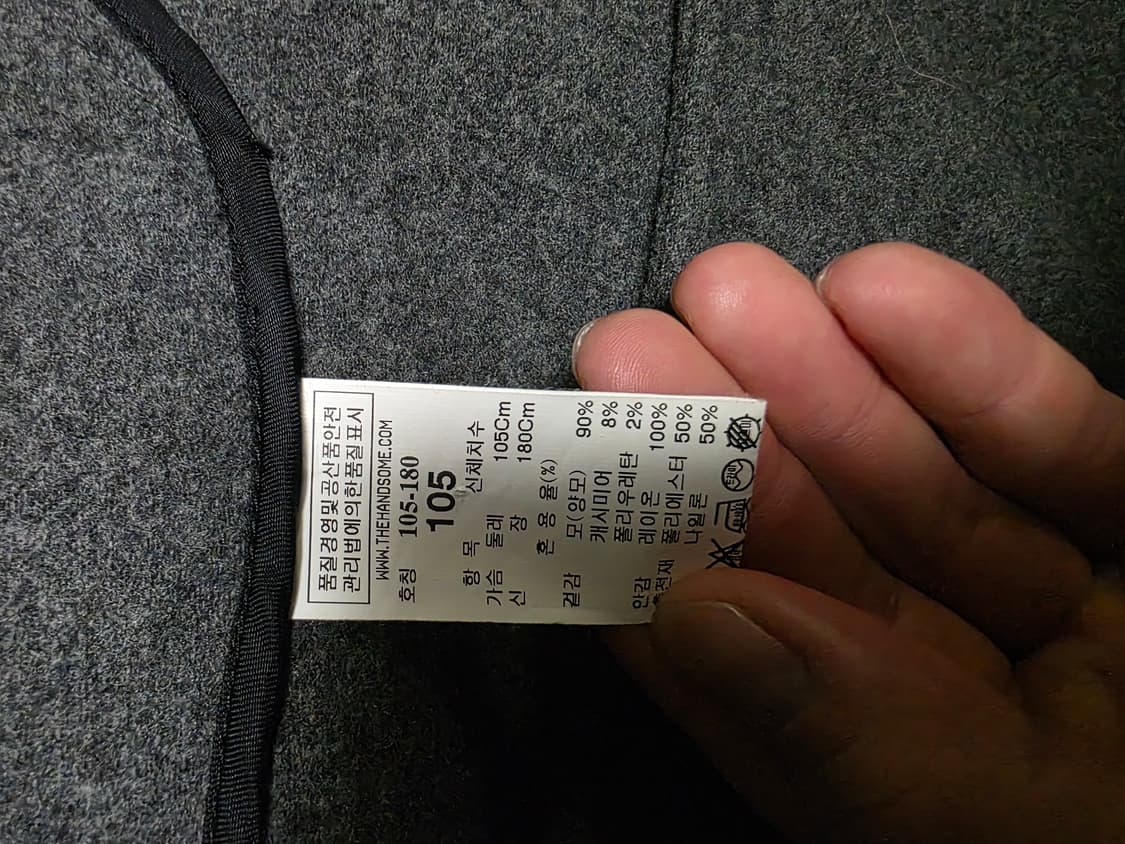 품질경영및공산품안전
관리법에의한품질표시
WWW.THEHANDSOME.COM
호칭 105-180
105
항 목 신체치수
가슴 둘레 105Cm
신 장 180Cm
혼 용 율(%)
겉감 모(양모) 90%
캐시미어 8%
폴리우레탄 2%
안감 레이온 100%
폴리에스터 50%
나일론 50%